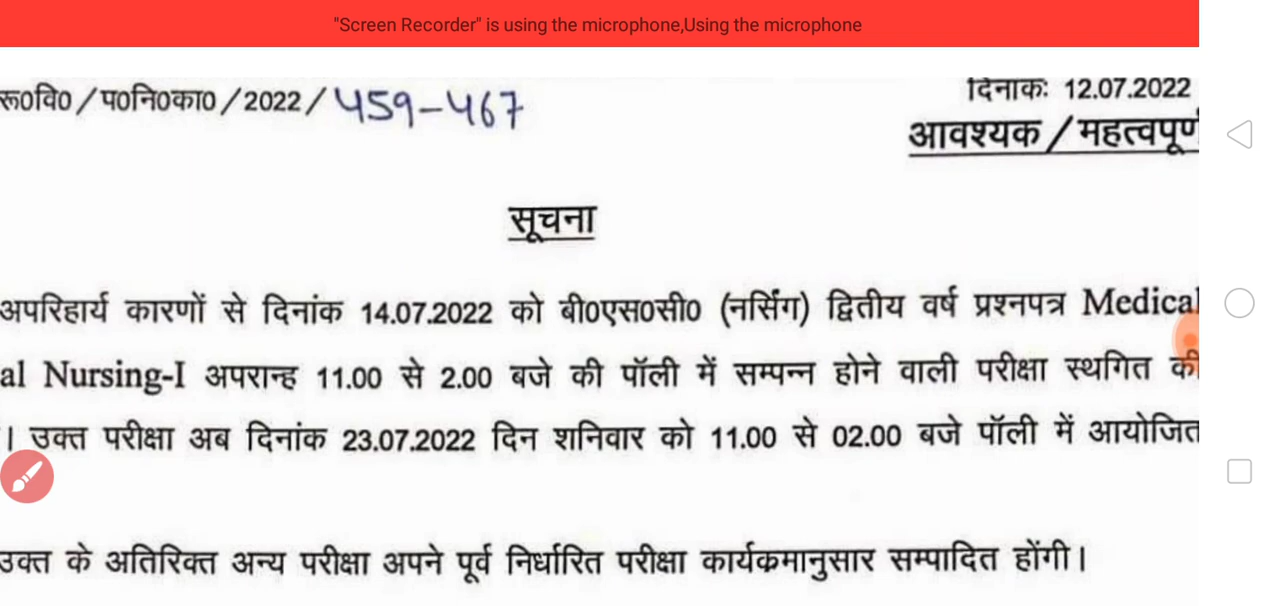 "Screen Recorder" is using the microphone,Using the microphone
रू0वि0/प0नि0का0/2022/459-467
दिनांकः 12.07.2022
आवश्यक/महत्वपूर्ण
सूचना
अपरिहार्य कारणों से दिनांक 14.07.2022 को बी0एस0सी0 (नर्सिंग) द्वितीय वर्ष प्रश्नपत्र Medical
al Nursing-I अपरान्ह 11.00 से 2.00 बजे की पॉली में सम्पन्न होने वाली परीक्षा स्थगित की
। उक्त परीक्षा अब दिनांक 23.07.2022 दिन शनिवार को 11.00 से 02.00 बजे पॉली में आयोजित
उक्त के अतिरिक्त अन्य परीक्षा अपने पूर्व निर्धारित परीक्षा कार्यकमानुसार सम्पादित होंगी।